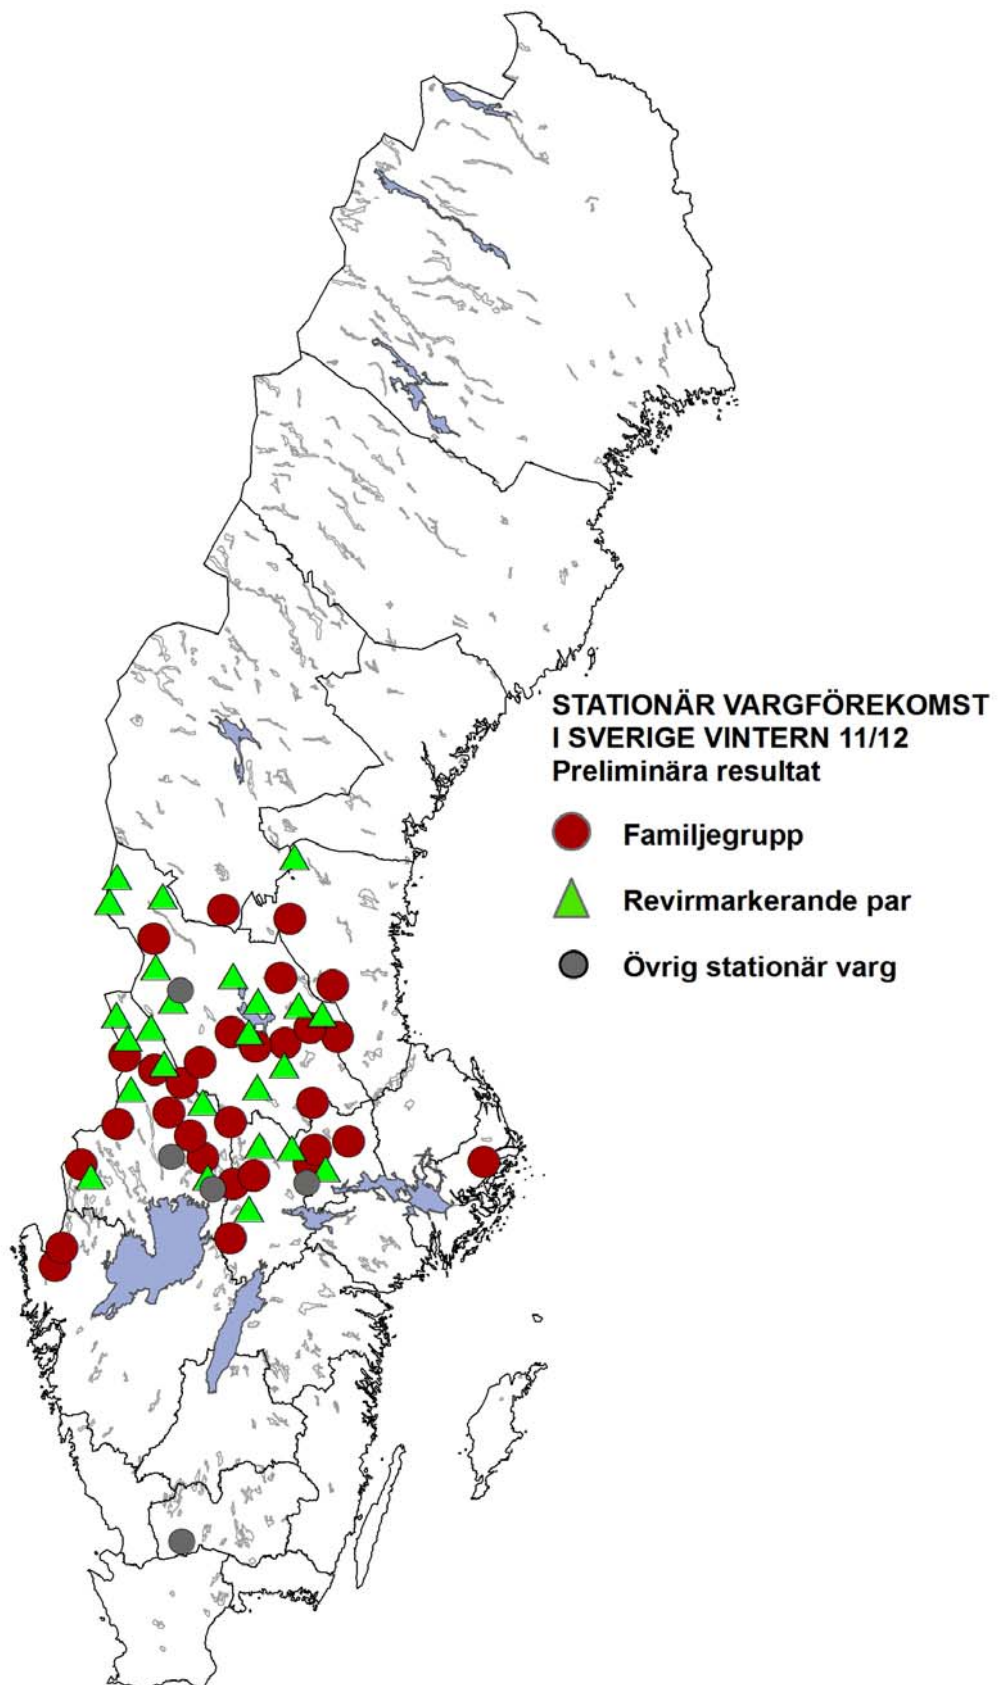 STATIONÄR VARGFÖREKOMST
I SVERIGE VINTERN 11/12
Preliminära resultat
Familjegrupp
Revirmarkerande par
Övrig stationär varg